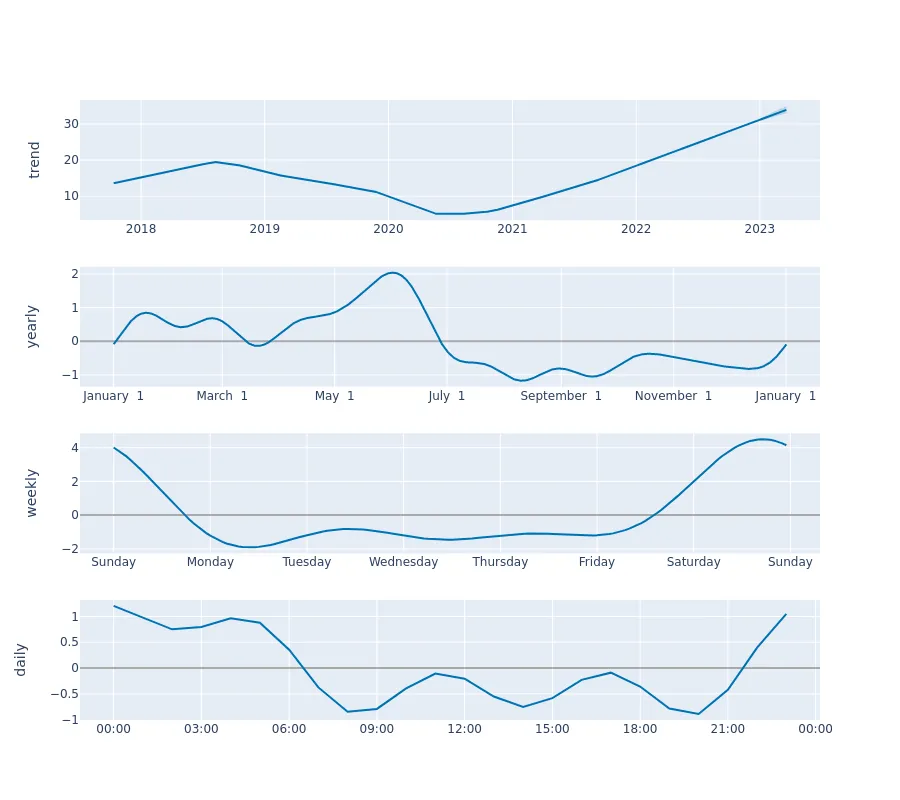 trend
30
20
10
2018 2019 2020 2021 2022 2023
yearly
2
1
0
−1
January 1 March 1 May 1 July 1 September 1 November 1 January 1
weekly
4
2
0
−2
Sunday Monday Tuesday Wednesday Thursday Friday Saturday Sunday
daily
1
0.5
0
−0.5
−1
00:00 03:00 06:00 09:00 12:00 15:00 18:00 21:00 00:00